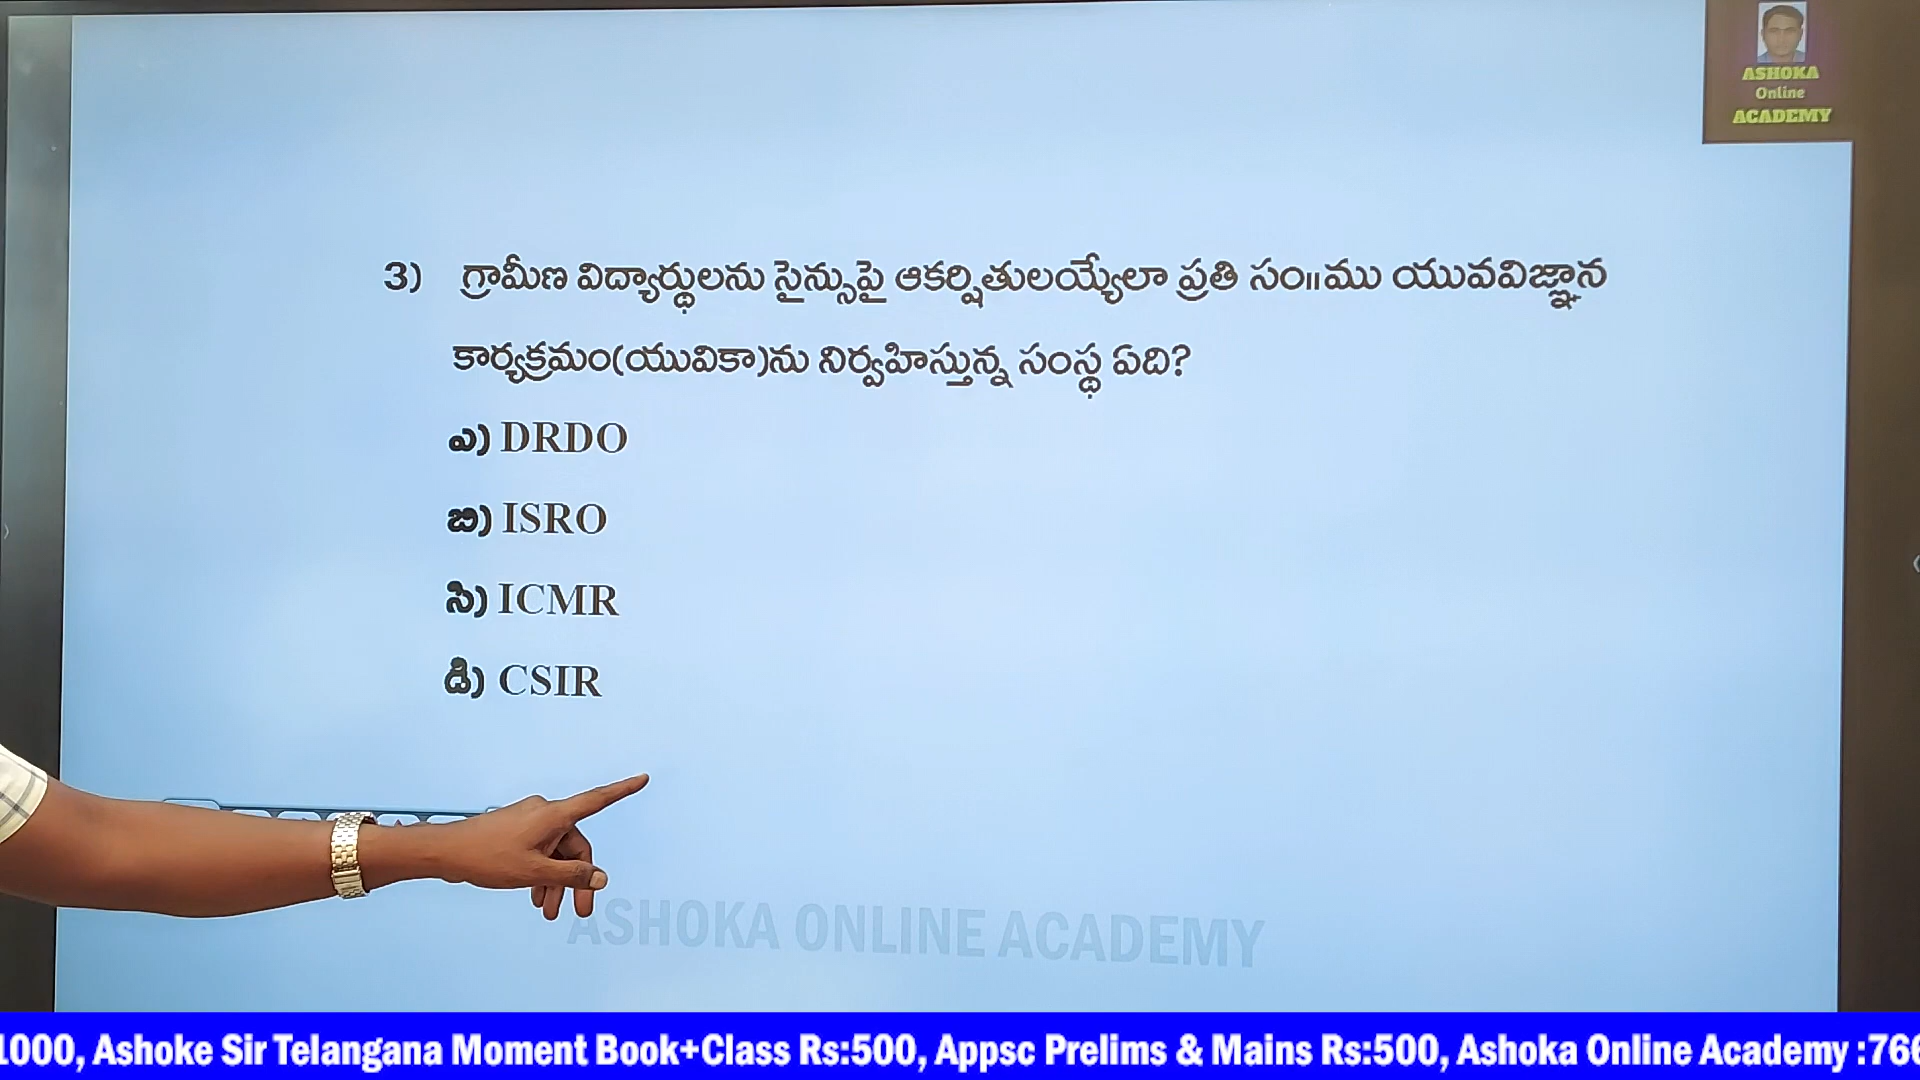 ASHOKA
Online
ACADEMY
3) గ్రామీణ విద్యార్థులను సైన్సుపై ఆకర్షితులయ్యేలా ప్రతి సం॥ము యువవిజ్ఞాన
కార్యక్రమం(యువికా)ను నిర్వహిస్తున్న సంస్థ ఏది?
ఎ) DRDO
బి) ISRO
సి) ICMR
డి) CSIR
ASHOKA ONLINE ACADEMY
1000, Ashoke Sir Telangana Moment Book+Class Rs:500, Appsc Prelims & Mains Rs:500, Ashoka Online Academy :766